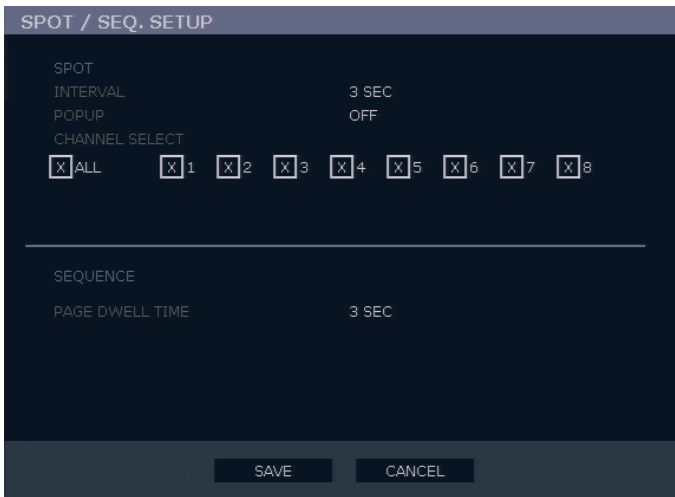 SPOT / SEQ. SETUP
SPOT
INTERVAL 3 SEC
POPUP OFF
CHANNEL SELECT
X ALL X 1 X 2 X 3 X 4 X 5 X 6 X 7 X 8
SEQUENCE
PAGE DWELL TIME 3 SEC
SAVE CANCEL